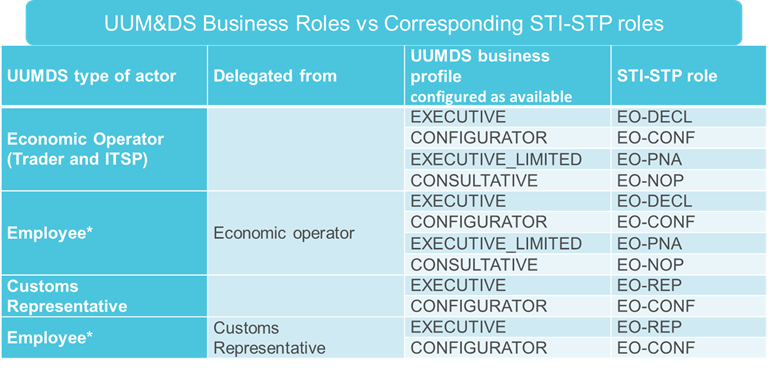 UUM&DS Business Roles vs Corresponding STI-STP roles
UUMDS type of actor
Delegated from
UUMDS business
profile
configured as available
STI-STP role
Economic Operator
(Trader and ITSP)
EXECUTIVE
EO-DECL
CONFIGURATOR
EO-CONF
EXECUTIVE_LIMITED
EO-PNA
CONSULTATIVE
EO-NOP
Employee*
Economic operator
EXECUTIVE
EO-DECL
CONFIGURATOR
EO-CONF
EXECUTIVE_LIMITED
EO-PNA
CONSULTATIVE
EO-NOP
Customs
Representative
EXECUTIVE
EO-REP
CONFIGURATOR
EO-CONF
Employee*
Customs
Representative
EXECUTIVE
EO-REP
CONFIGURATOR
EO-CONF